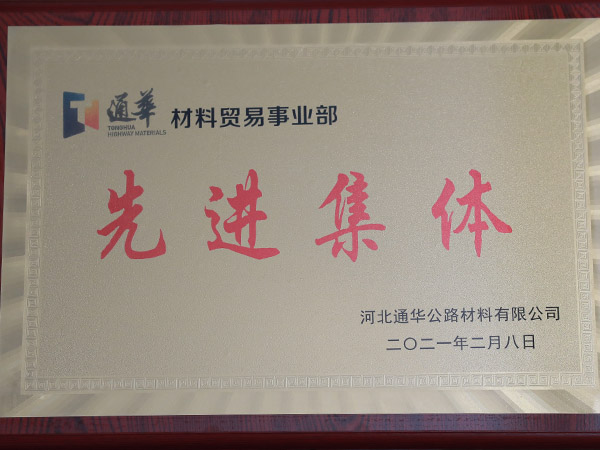 通華
TONGHUA
HIGHWAY MATERIALS
材料贸易事业部
先进集体
河北通华公路材料有限公司
二〇二一年二月八日